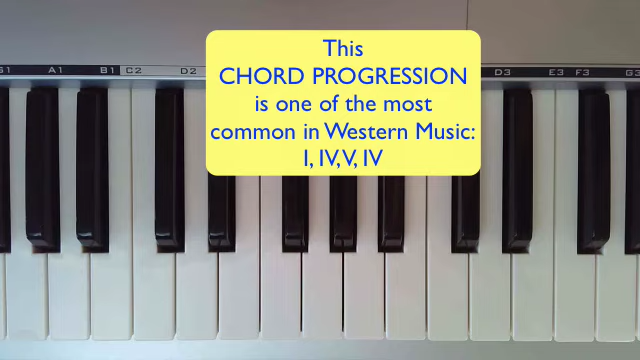 This
CHORD PROGRESSION
is one of the most
common in Western Music:
I, IV, V, IV
A1 B1 C2 D2 D3 E3 F3 G3